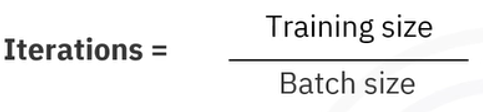 Training size
Iterations =
Batch size